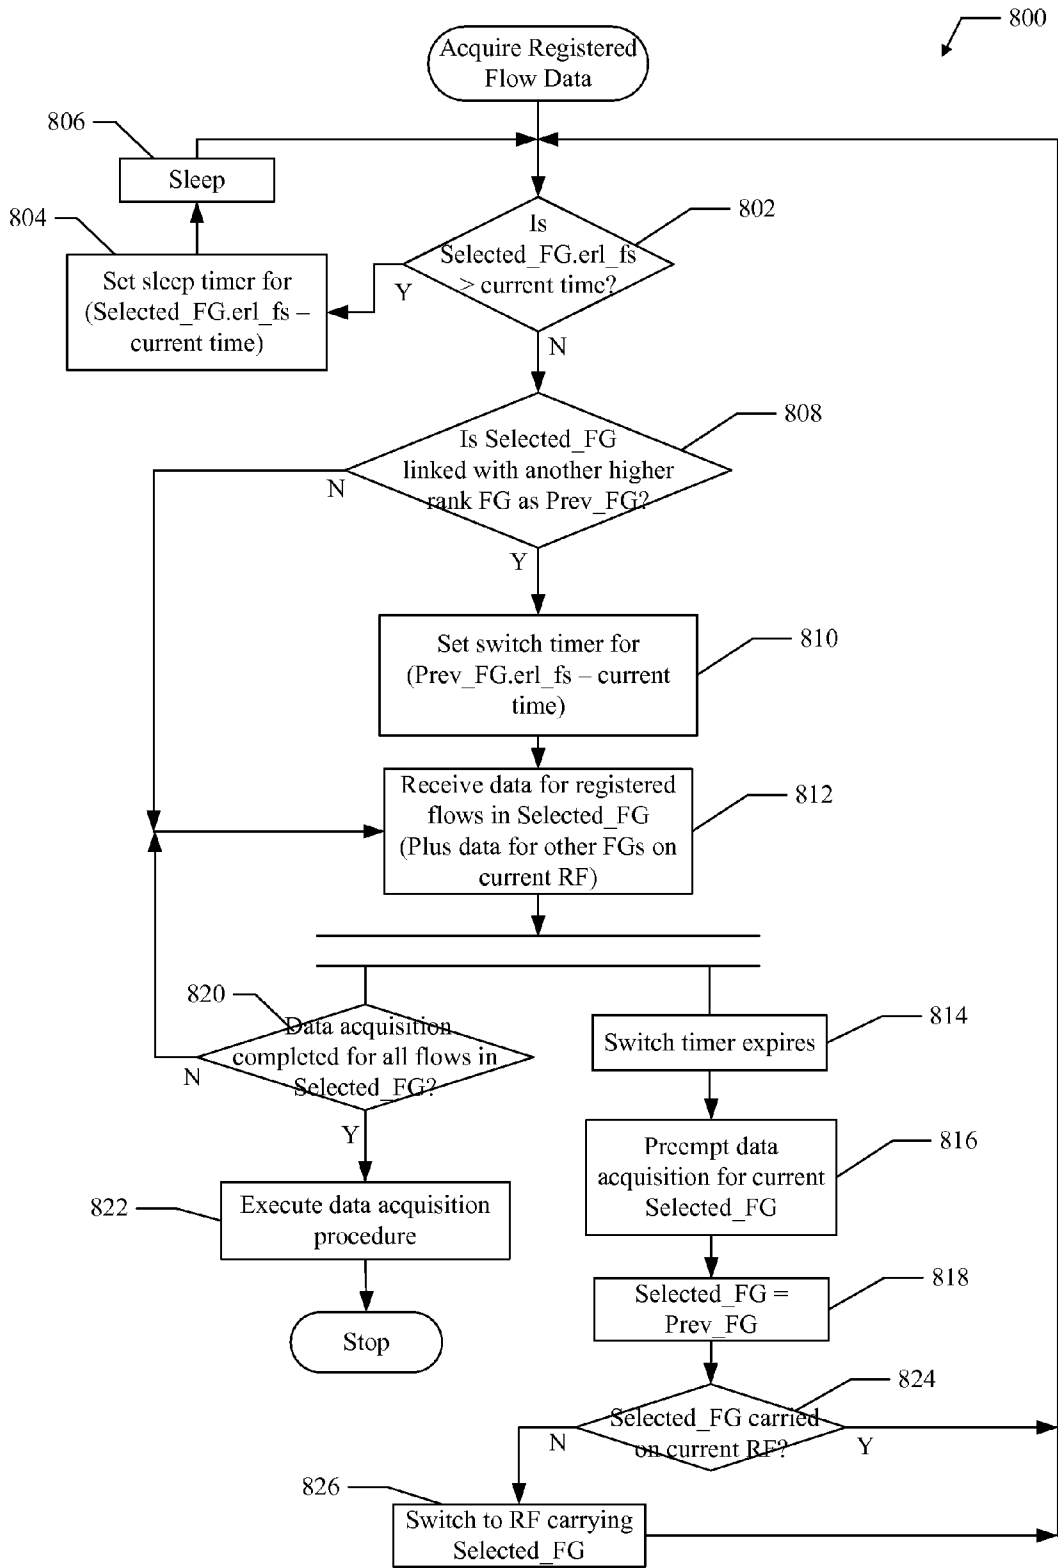 800
Acquire Registered
Flow Data
806
Sleep
804
802
Is
Selected_FG.erl_fs
> current time?
Y
Set sleep timer for
(Selected_FG.erl_fs –
current time)
N
808
Is Selected_FG
linked with another higher
rank FG as Prev_FG?
N
Y
810
Set switch timer for
(Prev_FG.erl_fs – current
time)
812
Receive data for registered
flows in Selected_FG
(Plus data for other FGs on
current RF)
820
Data acquisition
completed for all flows in
Selected_FG?
N
Y
814
Switch timer expires
816
Preempt data
acquisition for current
Selected_FG
822
Execute data acquisition
procedure
818
Selected_FG =
Prev_FG
Stop
824
Selected_FG carried
on current RF?
N
Y
826
Switch to RF carrying
Selected_FG